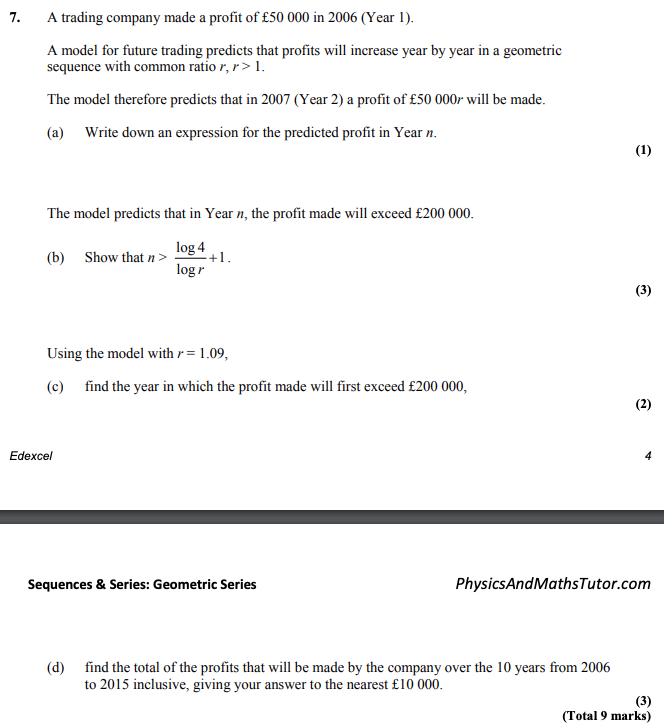 7. A trading company made a profit of £50 000 in 2006 (Year 1).
A model for future trading predicts that profits will increase year by year in a geometric
sequence with common ratio r, r > 1.
The model therefore predicts that in 2007 (Year 2) a profit of £50 000r will be made.
(a) Write down an expression for the predicted profit in Year n.
(1)
The model predicts that in Year n, the profit made will exceed £200 000.
(b) Show that n > log 4 / log r +1.
(3)
Using the model with r = 1.09,
(c) find the year in which the profit made will first exceed £200 000,
(2)
Edexcel 4
Sequences & Series: Geometric Series PhysicsAndMathsTutor.com
(d) find the total of the profits that will be made by the company over the 10 years from 2006
to 2015 inclusive, giving your answer to the nearest £10 000.
(3)
(Total 9 marks)